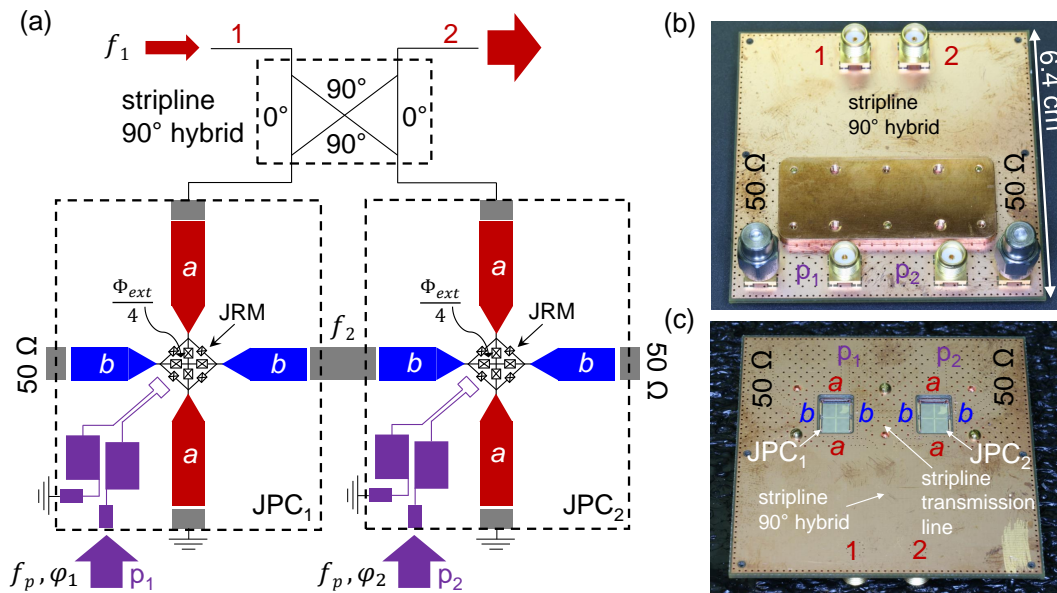 (a)
f₁
1
2
stripline
90° hybrid
0°
90°
90°
0°
a
a
Φext
4
JRM
Φext
4
JRM
50 Ω
b
b
f₂
b
b
50 Ω
a
a
JPC₁
JPC₂
fp, φ₁
p₁
fp, φ₂
p₂
(b)
1
2
stripline
90° hybrid
6.4 cm
50 Ω
50 Ω
p₁
p₂
(c)
50 Ω
p₁
p₂
50 Ω
a
a
b
b
b
b
JPC₁
a
a
JPC₂
stripline
90° hybrid
stripline
transmission
line
1
2